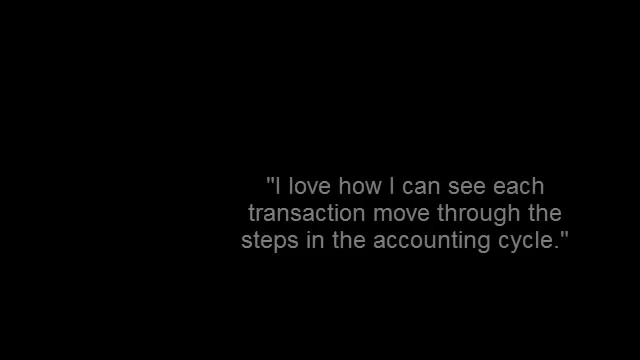 "I love how I can see each
transaction move through the
steps in the accounting cycle."